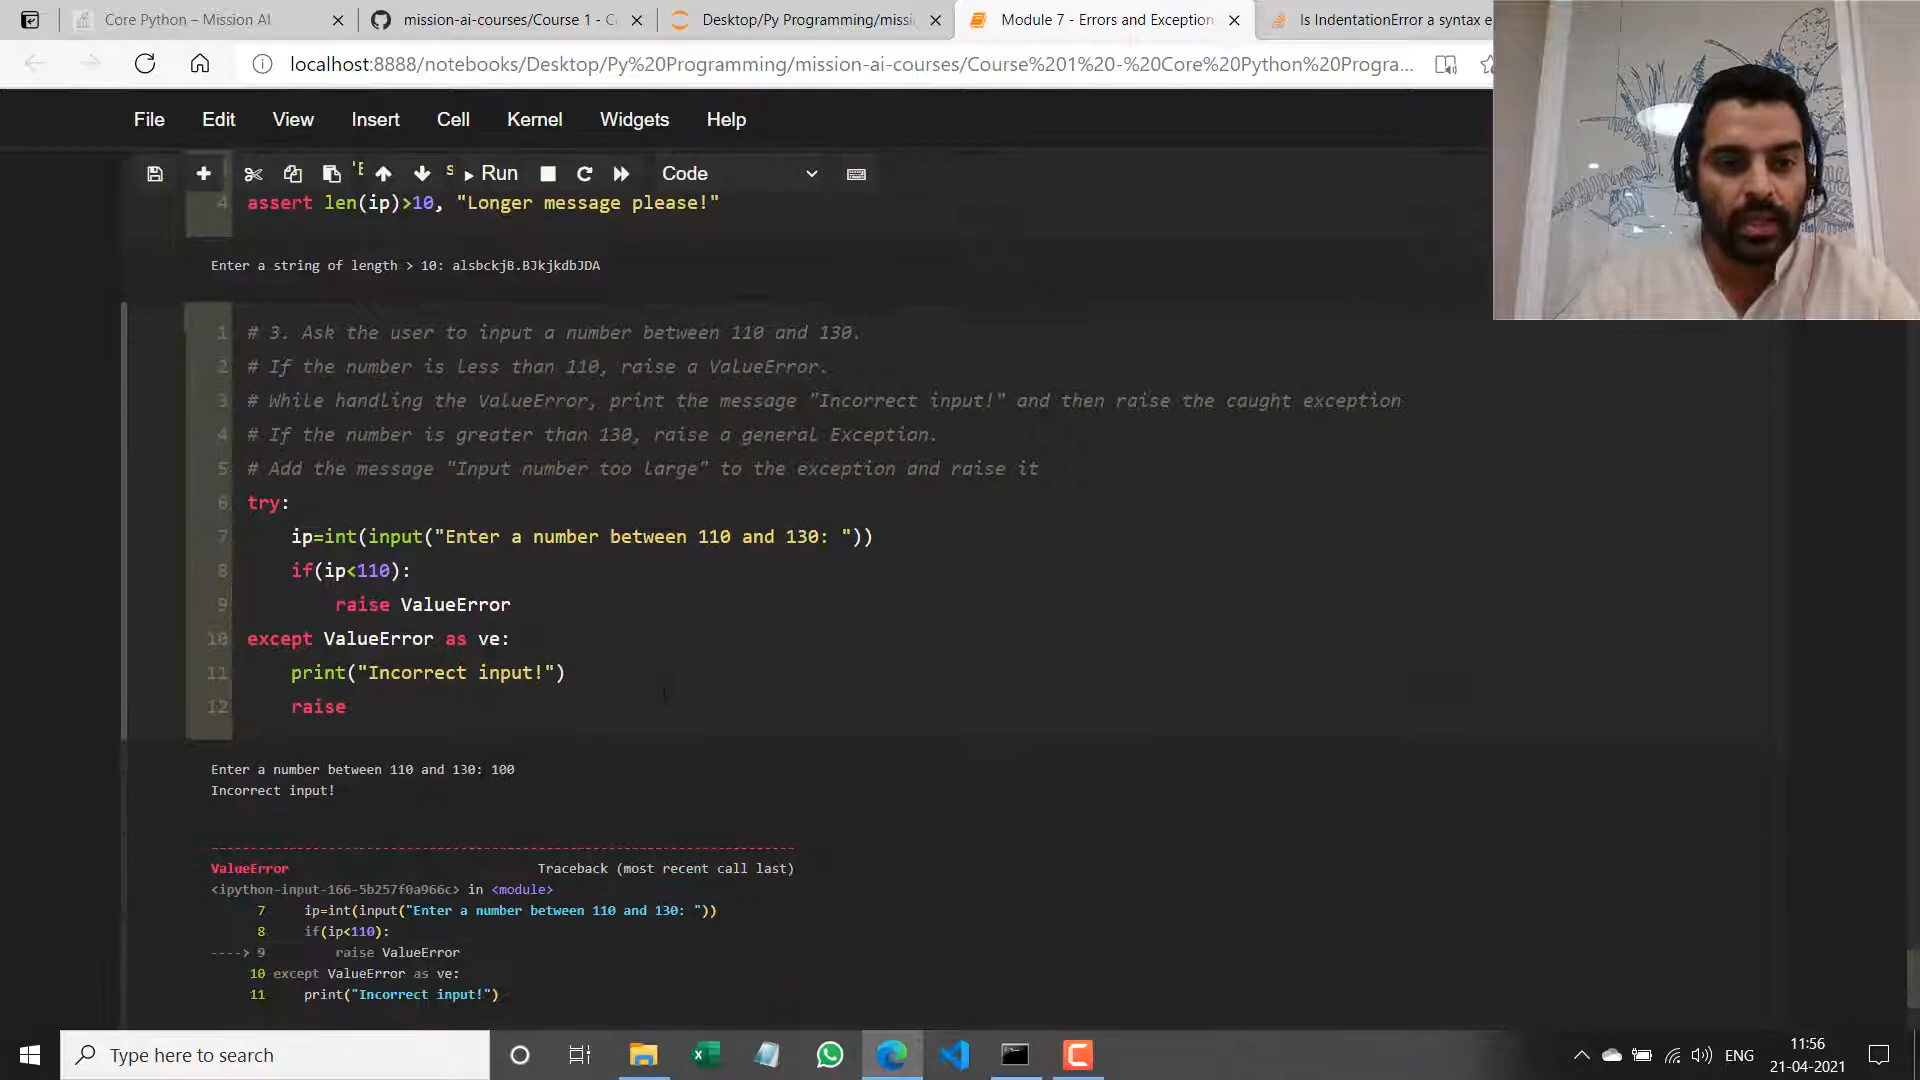 Core Python – Mission AI
mission-ai-courses/Course 1 - C
Desktop/Py Programming/missi
Module 7 - Errors and Exception
Is IndentationError a syntax e
localhost:8888/notebooks/Desktop/Py%20Programming/mission-ai-courses/Course%201%20-%20Core%20Python%20Progra...
File Edit View Insert Cell Kernel Widgets Help
Run Code
4 assert len(ip)>10, "Longer message please!"
Enter a string of length > 10: alsbckjB.BJkjkdbJDA
1 # 3. Ask the user to input a number between 110 and 130.
2 # If the number is less than 110, raise a ValueError.
3 # While handling the ValueError, print the message "Incorrect input!" and then raise the caught exception
4 # If the number is greater than 130, raise a general Exception.
5 # Add the message "Input number too large" to the exception and raise it
6 try:
7 ip=int(input("Enter a number between 110 and 130: "))
8 if(ip<110):
9 raise ValueError
10 except ValueError as ve:
11 print("Incorrect input!")
12 raise
Enter a number between 110 and 130: 100
Incorrect input!
ValueError Traceback (most recent call last)
<ipython-input-166-5b257f0a966c> in <module>
7 ip=int(input("Enter a number between 110 and 130: "))
8 if(ip<110):
----> 9 raise ValueError
10 except ValueError as ve:
11 print("Incorrect input!")
Type here to search
ENG
11:56
21-04-2021